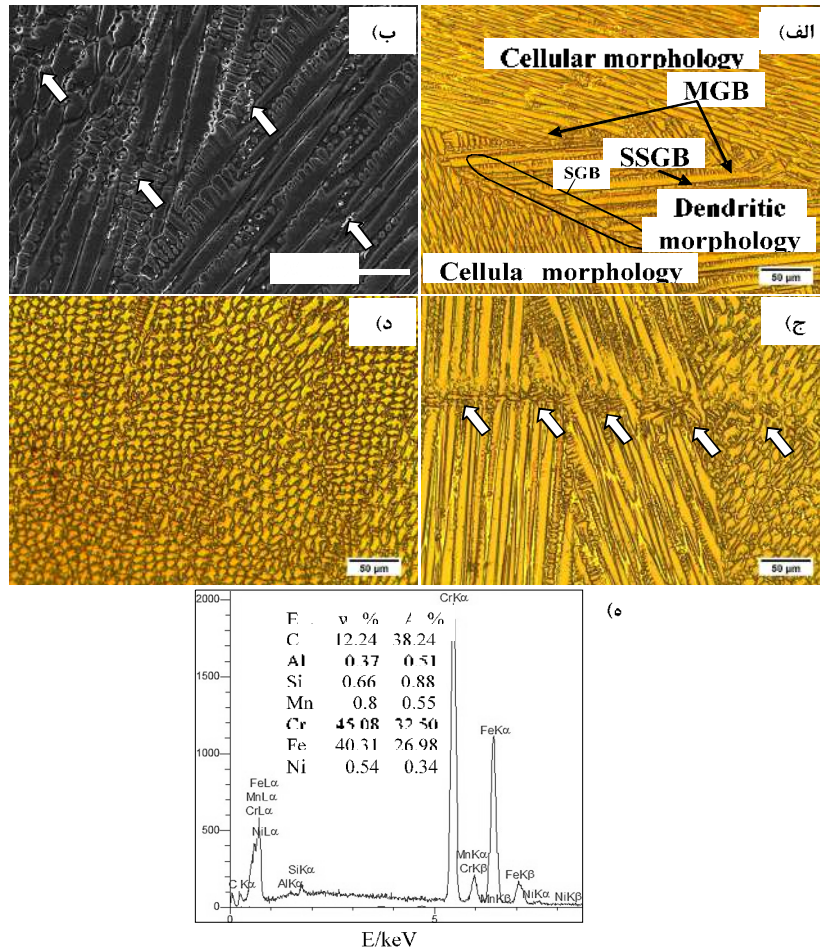 ب)
الف)
Cellular morphology
MGB
SSGB
SGB
Dendritic
morphology
Cellula morphology
50 µm
د)
ج)
50 µm
50 µm
ه)
CrKα
2000
1500
1000
500
0
%
%
C 12.24 38.24
Al 0.37 0.51
Si 0.66 0.88
Mn 0.8 0.55
Cr 45.08 32.50
Fe 40.31 26.98
Ni 0.54 0.34
FeKα
FeLα
MnLα
CrLα
NiLα
C Kα
AlKα
SiKα
MnKα
CrKβ
MnKβ
FeKβ
NiKα
NiKβ
0
5
E/keV